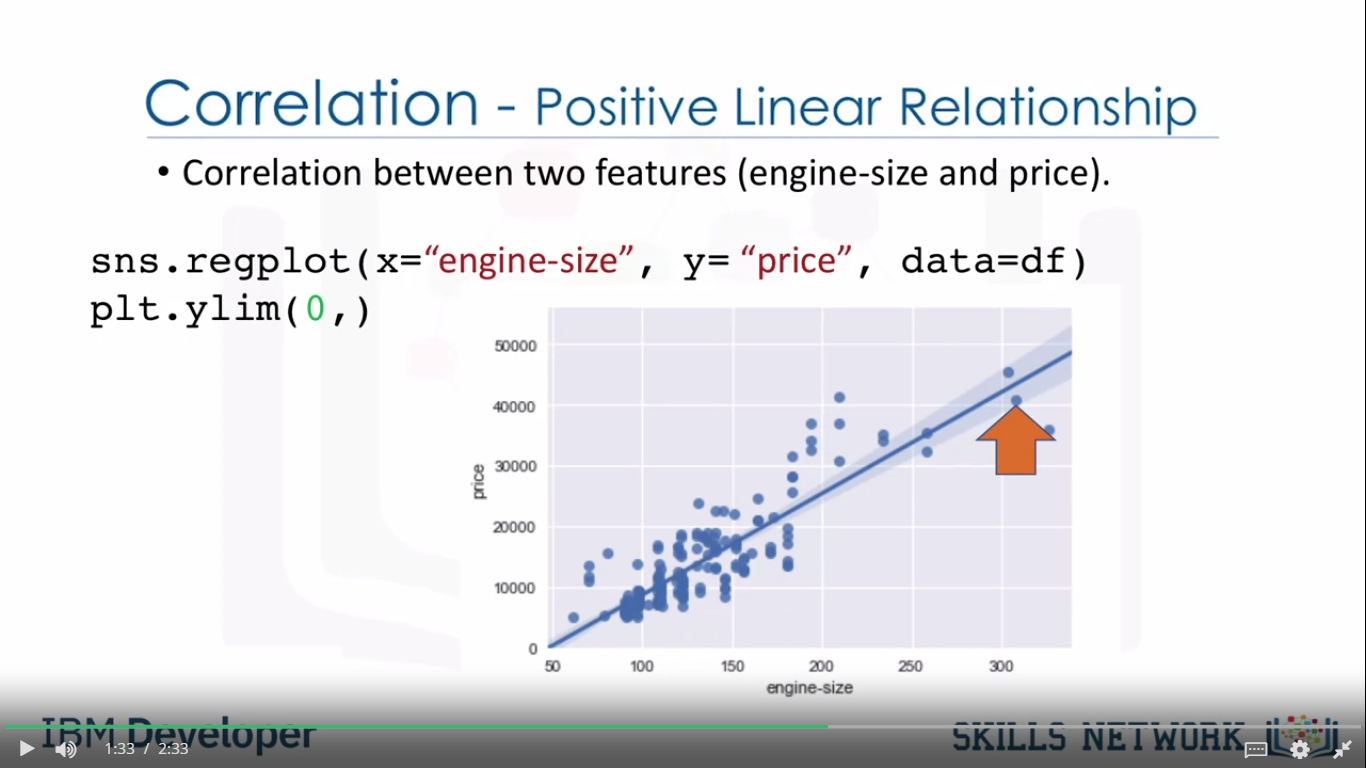 Correlation - Positive Linear Relationship
• Correlation between two features (engine-size and price).
sns.regplot(x=“engine-size”, y= “price”, data=df)
plt.ylim(0,)
50000
40000
30000
20000
10000
0
price
50 100 150 200 250 300
engine-size
IBM Developer
SKILLS NETWORK
1:33 / 2:33